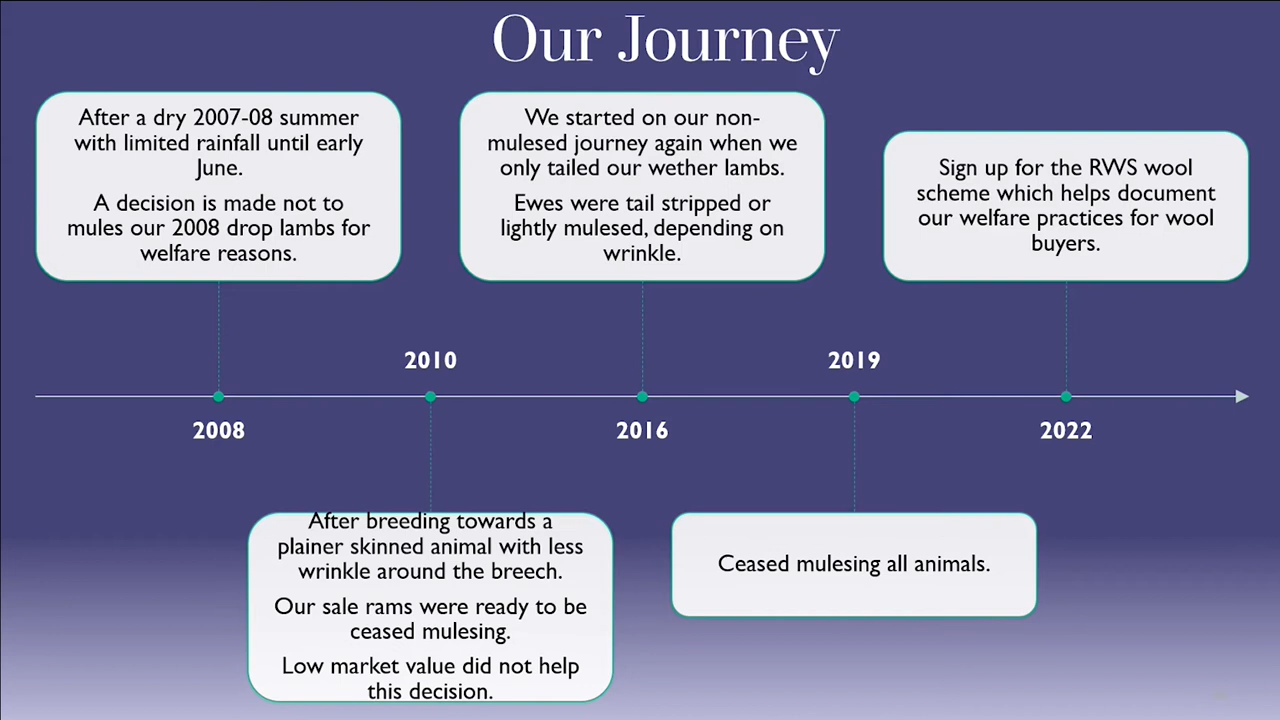 Our Journey
After a dry 2007-08 summer
with limited rainfall until early
June.
A decision is made not to
mules our 2008 drop lambs for
welfare reasons.
We started on our non-
mulesed journey again when we
only tailed our wether lambs.
Ewes were tail stripped or
lightly mulesed, depending on
wrinkle.
Sign up for the RWS wool
scheme which helps document
our welfare practices for wool
buyers.
2010
2019
2008
2016
2022
After breeding towards a
plainer skinned animal with less
wrinkle around the breech.
Our sale rams were ready to be
ceased mulesing.
Low market value did not help
this decision.
Ceased mulesing all animals.